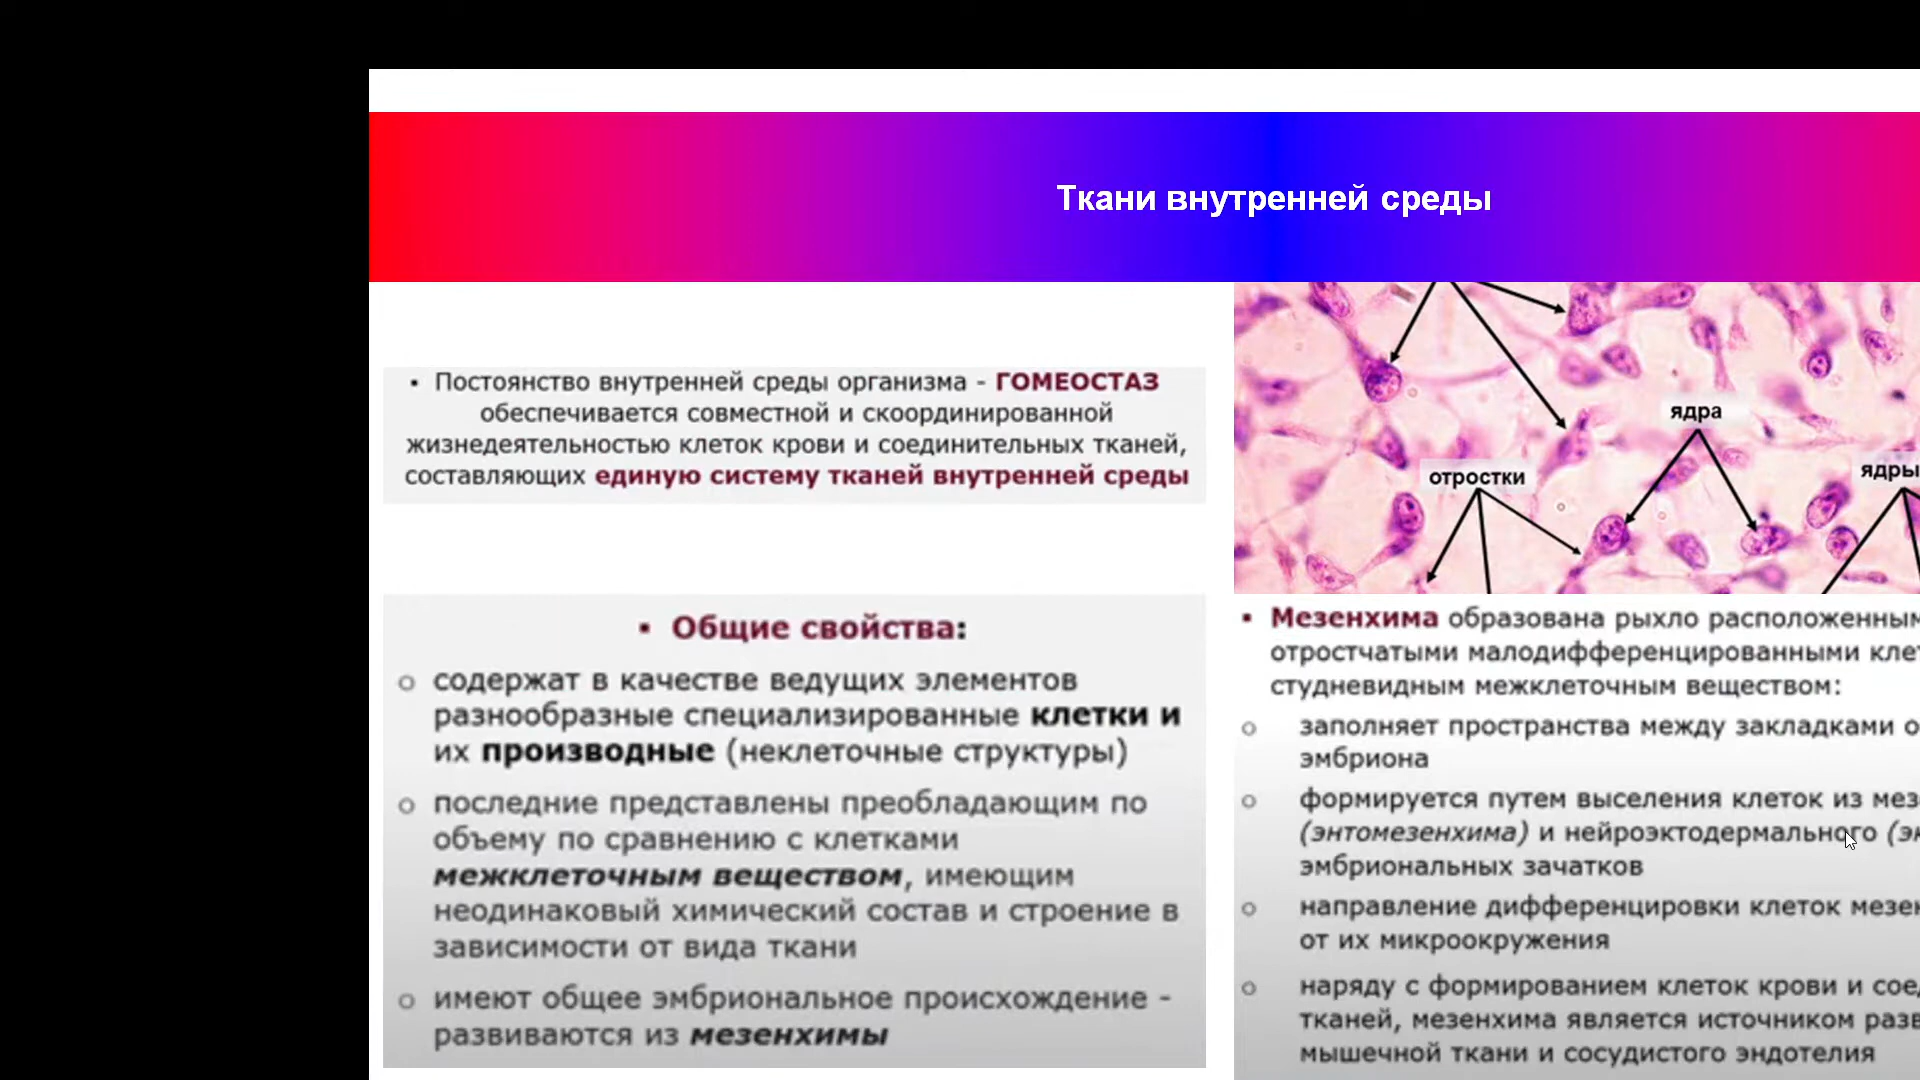 Ткани внутренней среды
▪ Постоянство внутренней среды организма - ГОМЕОСТАЗ
обеспечивается совместной и скоординированной
жизнедеятельностью клеток крови и соединительных тканей,
составляющих единую систему тканей внутренней среды
▪ Общие свойства:
о содержат в качестве ведущих элементов
разнообразные специализированные клетки и
их производные (неклеточные структуры)
о последние представлены преобладающим по
объему по сравнению с клетками
межклеточным веществом, имеющим
неодинаковый химический состав и строение в
зависимости от вида ткани
о имеют общее эмбриональное происхождение -
развиваются из мезенхимы
ядра
отростки
▪ Мезенхима образована рыхло
отростчатыми малодифференцированными
студневидным межклеточным веществом:
о заполняет пространства между закладками
эмбриона
о формируется путем выселения клеток из
(энтомезенхима) и нейроэктодермального
эмбриональных зачатков
о направление дифференцировки клеток
от их микроокружения
о наряду с формированием клеток крови и
тканей, мезенхима является источником
мышечной ткани и сосудистого эндотелия